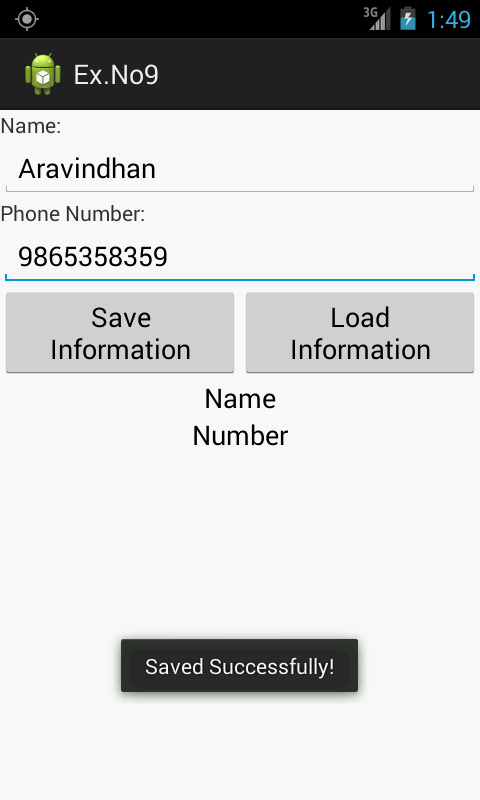 3G 1:49
Ex.No9
Name:
Aravindhan
Phone Number:
9865358359
Save Information
Load Information
Name
Number
Saved Successfully!